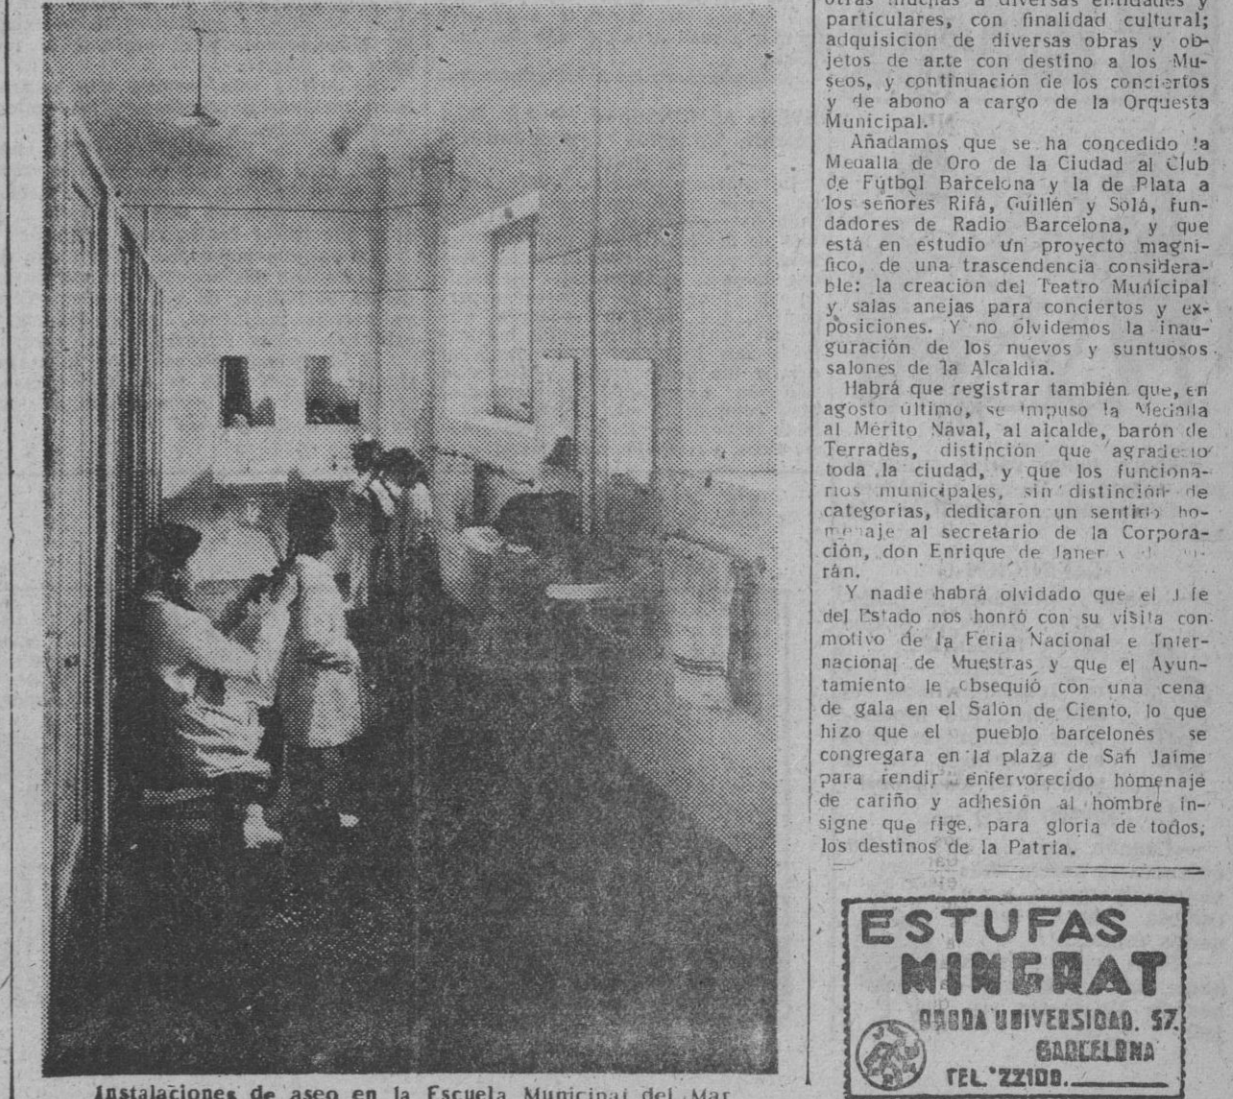 Instalaciones de aseo en la Escuela Municipal del Mar
otras muchas a diversas entidades y
particulares, con finalidad cultural;
adquisicion de diversas obras y ob-
jetos de arte con destino a los Mu-
seos, y continuación de los conciertos
y de abono a cargo de la Orquesta
Municipal.
Añadamos que se ha concedido la
Medalla de Oro de la Ciudad al Club
de Fútbol Barcelona y la de Plata a
los señores Rifá, Guillén y Solá, fun-
dadores de Radio Barcelona, y que
está en estudio un proyecto magni-
fico, de una trascendencia considera-
ble: la creación del Teatro Municipal
y salas anejas para conciertos y ex-
posiciones. Y no olvidemos la inau-
guración de los nuevos y suntuosos
salones de la Alcaldía.
Habrá que registrar también que, en
agosto último, se impuso la Medalla
al Mérito Naval, al alcalde, barón de
Terrades, distinción que agradeció
toda la ciudad, y que los funciona-
rios municipales, sin distinción de
categorías, dedicaron un sentido ho-
menaje al secretario de la Corpora-
ción, don Enrique de Janer
rán.
Y nadie habrá olvidado que el Jefe
del Estado nos honró con su visita con
motivo de la Feria Nacional e Inter-
nacional de Muestras y que el Ayun-
tamiento le obsequió con una cena
de gala en el Salón de Ciento, lo que
hizo que el pueblo barcelonés se
congregara en la plaza de San Jaime
para rendir enfervorecido homenaje
de cariño y adhesión al hombre in-
signe que rige, para gloria de todos,
los destinos de la Patria.
ESTUFAS
MINGRAT
RONDA UNIVERSIDAD. 57.
BARCELONA
TEL. 22100.